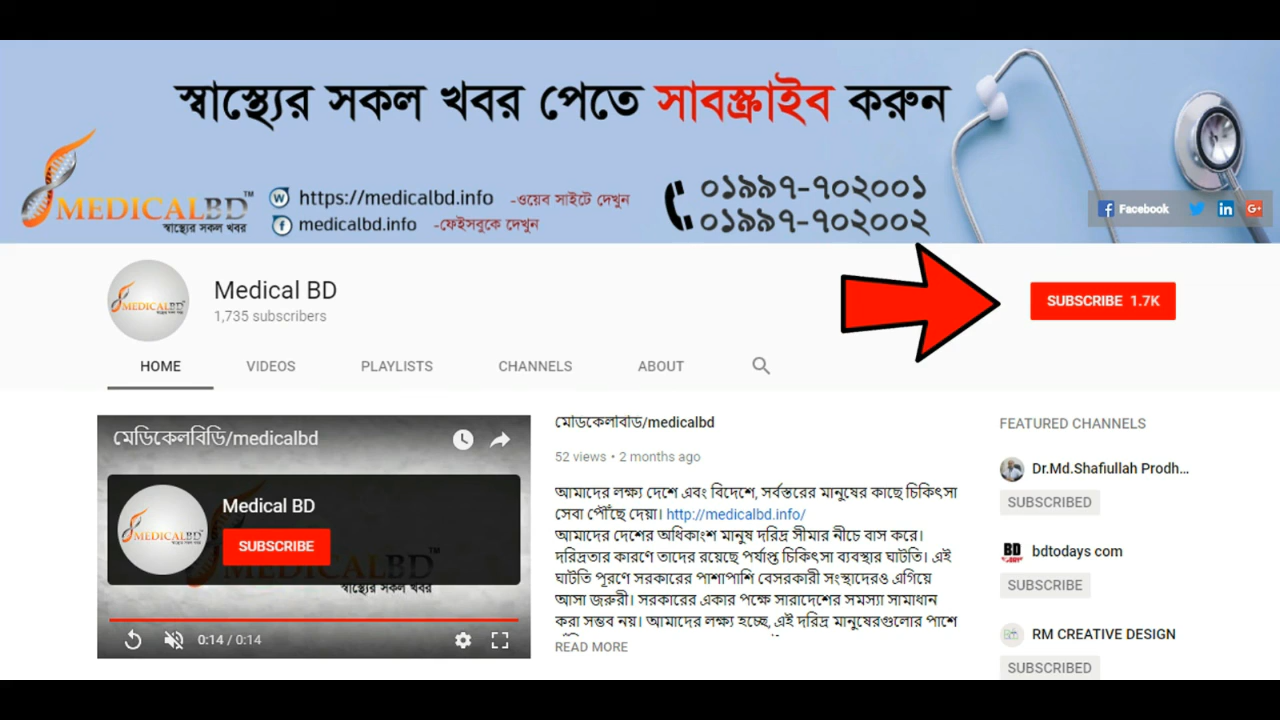 স্বাস্থ্যের সকল খবর পেতে সাবস্ক্রাইব করুন
MEDICALBD™
স্বাস্থ্যের সকল খবর
https://medicalbd.info -ওয়েব সাইটে দেখুন
medicalbd.info -ফেইসবুকে দেখুন
০১৯৯৭-৭০২০০১
০১৯৯৭-৭০২০০২
Facebook
Medical BD
1,735 subscribers
SUBSCRIBE 1.7K
HOME VIDEOS PLAYLISTS CHANNELS ABOUT
মেডিকেলবিডি/medicalbd
Medical BD
SUBSCRIBE
স্বাস্থ্যের সকল খবর
0:14 / 0:14
মেডিকেলবিডি/medicalbd
52 views • 2 months ago
আমাদের লক্ষ্য দেশে এবং বিদেশে, সর্বস্তরের মানুষের কাছে চিকিৎসা
সেবা পৌঁছে দেয়া। http://medicalbd.info/
আমাদের দেশের অধিকাংশ মানুষ দরিদ্র সীমার নীচে বাস করে।
দরিদ্রতার কারণে তাদের রয়েছে পর্যাপ্ত চিকিৎসা ব্যবস্থার ঘাটতি। এই
ঘাটতি পূরণে সরকারের পাশাপাশি বেসরকারী সংস্থাদেরও এগিয়ে
আসা জরুরী। সরকারের একার পক্ষে সারাদেশের সমস্যা সামাধান
করা সম্ভব নয়। আমাদের লক্ষ্য হচ্ছে, এই দরিদ্র মানুষেরগুলোর পাশে
READ MORE
FEATURED CHANNELS
Dr.Md.Shafiullah Prodh...
SUBSCRIBED
bdtodays com
SUBSCRIBE
RM CREATIVE DESIGN
SUBSCRIBED